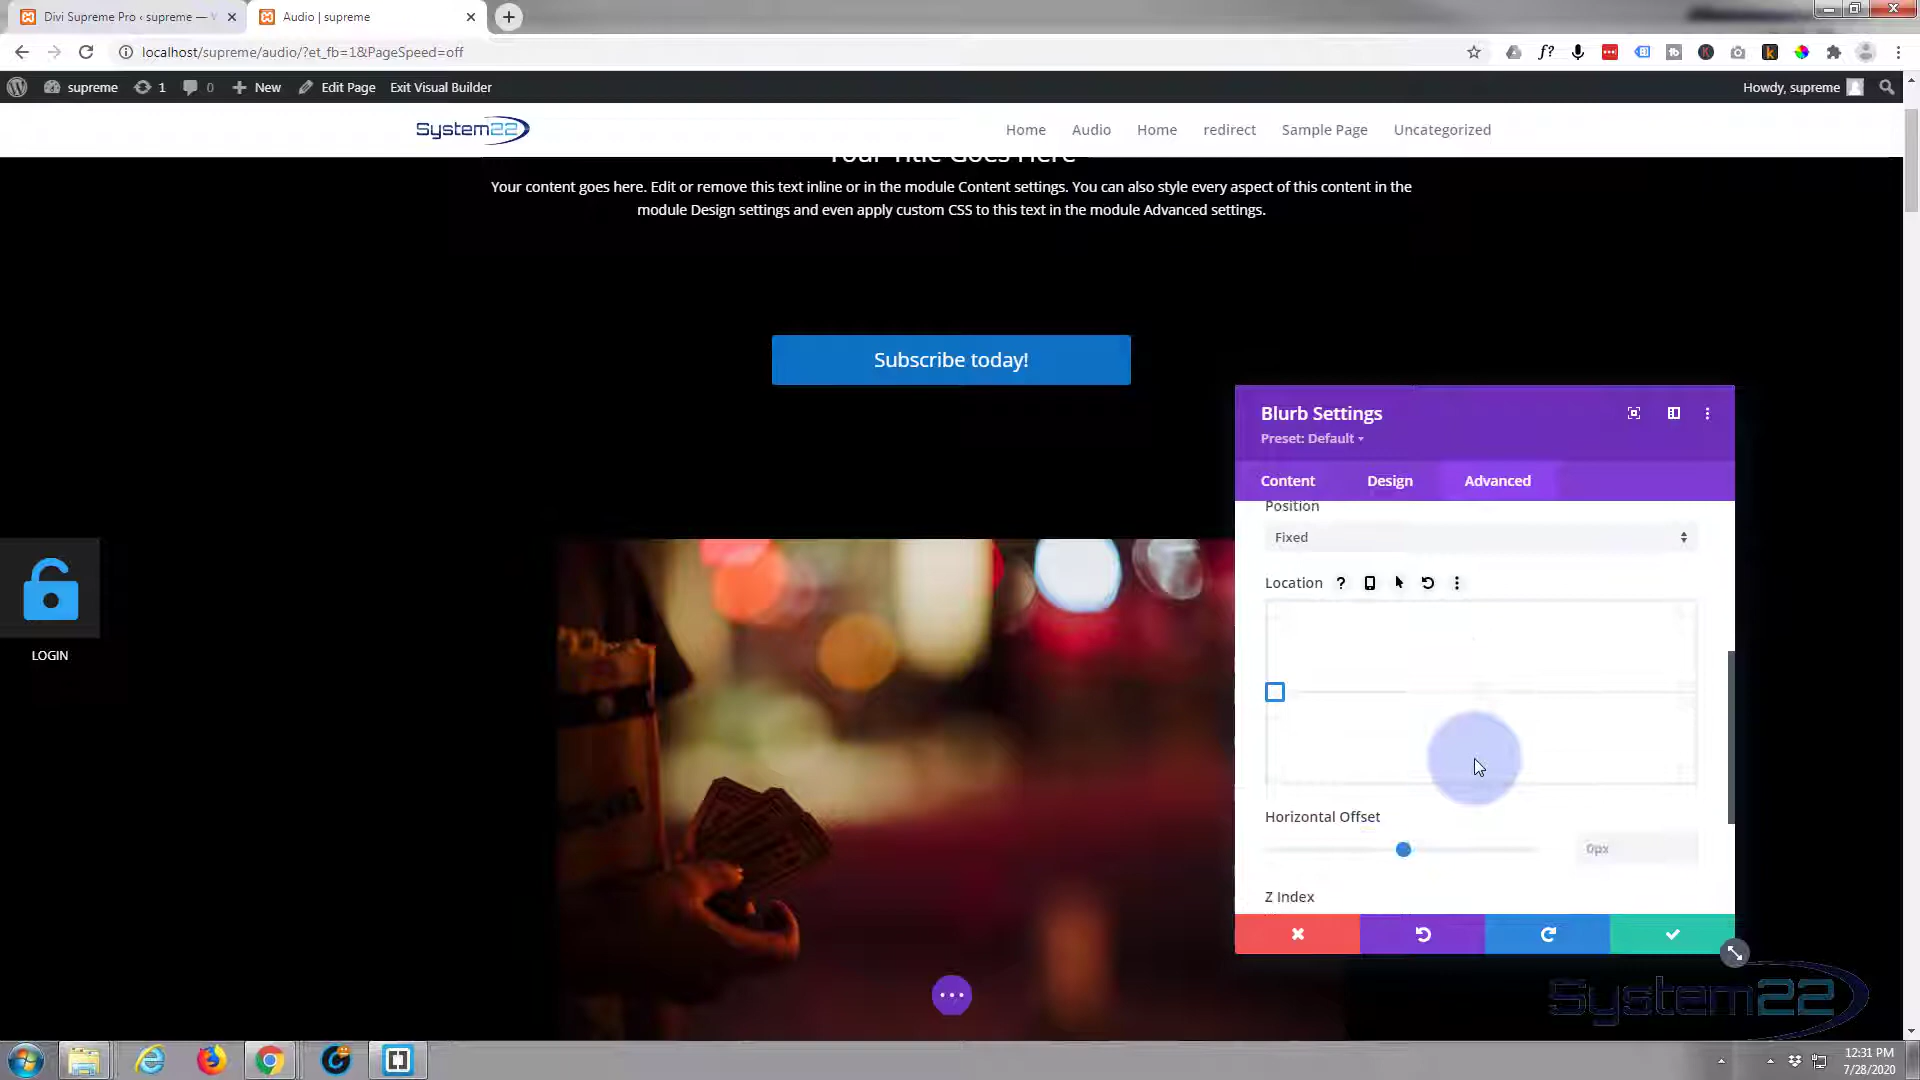 Divi Supreme Pro ‹ supreme —
Audio | supreme
localhost/supreme/audio/?et_fb=1&PageSpeed=off
supreme
1
0
New
Edit Page
Exit Visual Builder
Howdy, supreme
System22
Home
Audio
Home
redirect
Sample Page
Uncategorized
Your Title Goes Here
Your content goes here. Edit or remove this text inline or in the module Content settings. You can also style every aspect of this content in the
module Design settings and even apply custom CSS to this text in the module Advanced settings.
Subscribe today!
Blurb Settings
Preset: Default
Content
Design
Advanced
Position
Fixed
Location
LOGIN
Horizontal Offset
0px
Z Index
System22
12:31 PM
7/28/2020